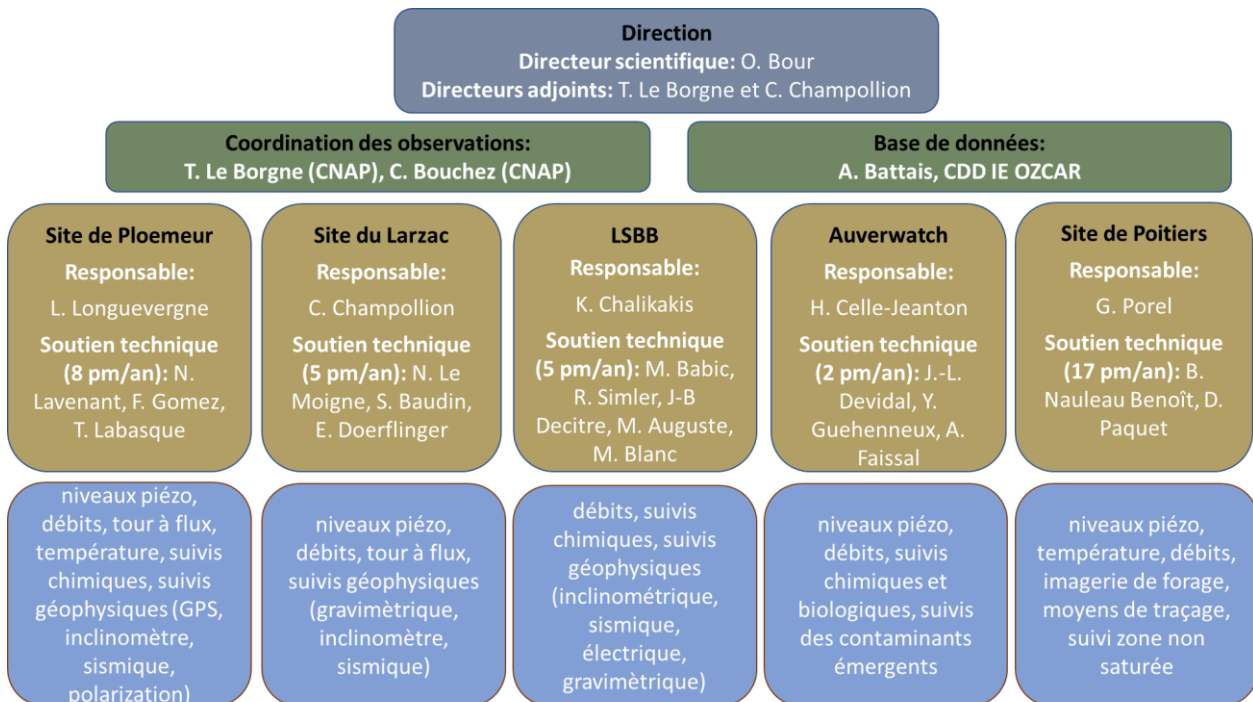 Direction
Directeur scientifique: O. Bour
Directeurs adjoints: T. Le Borgne et C. Champollion
Coordination des observations:
T. Le Borgne (CNAP), C. Bouchez (CNAP)
Base de données:
A. Battais, CDD IE OZCAR
Site de Ploemeur
Responsable:
L. Longuevergne
Soutien technique
(8 pm/an): N.
Lavenant, F. Gomez,
T. Labasque
Site du Larzac
Responsable:
C. Champollion
Soutien technique
(5 pm/an): N. Le
Moigne, S. Baudin,
E. Doerflinger
LSBB
Responsable:
K. Chalikakis
Soutien technique
(5 pm/an): M. Babic,
R. Simler, J-B
Decitre, M. Auguste,
M. Blanc
Auverwatch
Responsable:
H. Celle-Jeanton
Soutien technique
(2 pm/an): J.-L.
Devidal, Y.
Guehenneux, A.
Faissal
Site de Poitiers
Responsable:
G. Porel
Soutien technique
(17 pm/an): B.
Nauleau Benoît, D.
Paquet
niveaux piézo,
débits, tour à flux,
température, suivis
chimiques, suivis
géophysiques (GPS,
inclinomètre,
sismique,
polarization)
niveaux piézo,
débits, tour à flux,
suivis géophysiques
(gravimètrique,
inclinomètre,
sismique)
débits, suivis
chimiques, suivis
géophysiques
(inclinométrique,
sismique,
électrique,
gravimètrique)
niveaux piézo,
débits, suivis
chimiques et
biologiques, suivis
des contaminants
émergents
niveaux piézo,
température, débits,
imagerie de forage,
moyens de traçage,
suivi zone non
saturée